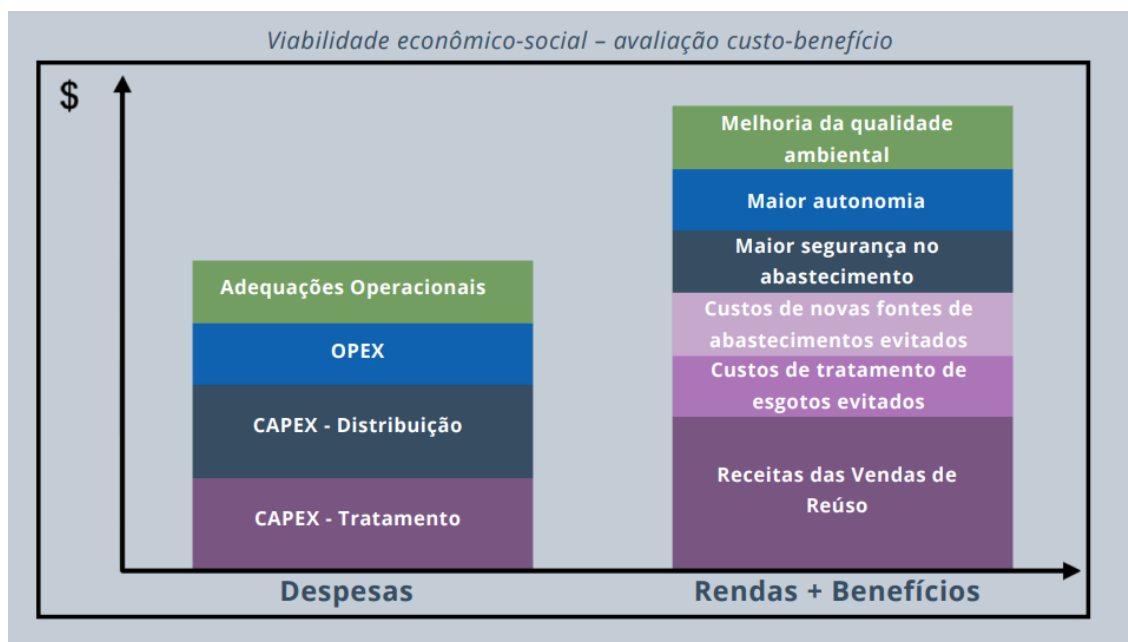 Viabilidade econômico-social – avaliação custo-benefício
$
Adequações Operacionais
OPEX
CAPEX - Distribuição
CAPEX - Tratamento
Despesas
Melhoria da qualidade
ambiental
Maior autonomia
Maior segurança no
abastecimento
Custos de novas fontes de
abastecimentos evitados
Custos de tratamento de
esgotos evitados
Receitas das Vendas de
Reúso
Rendas + Benefícios